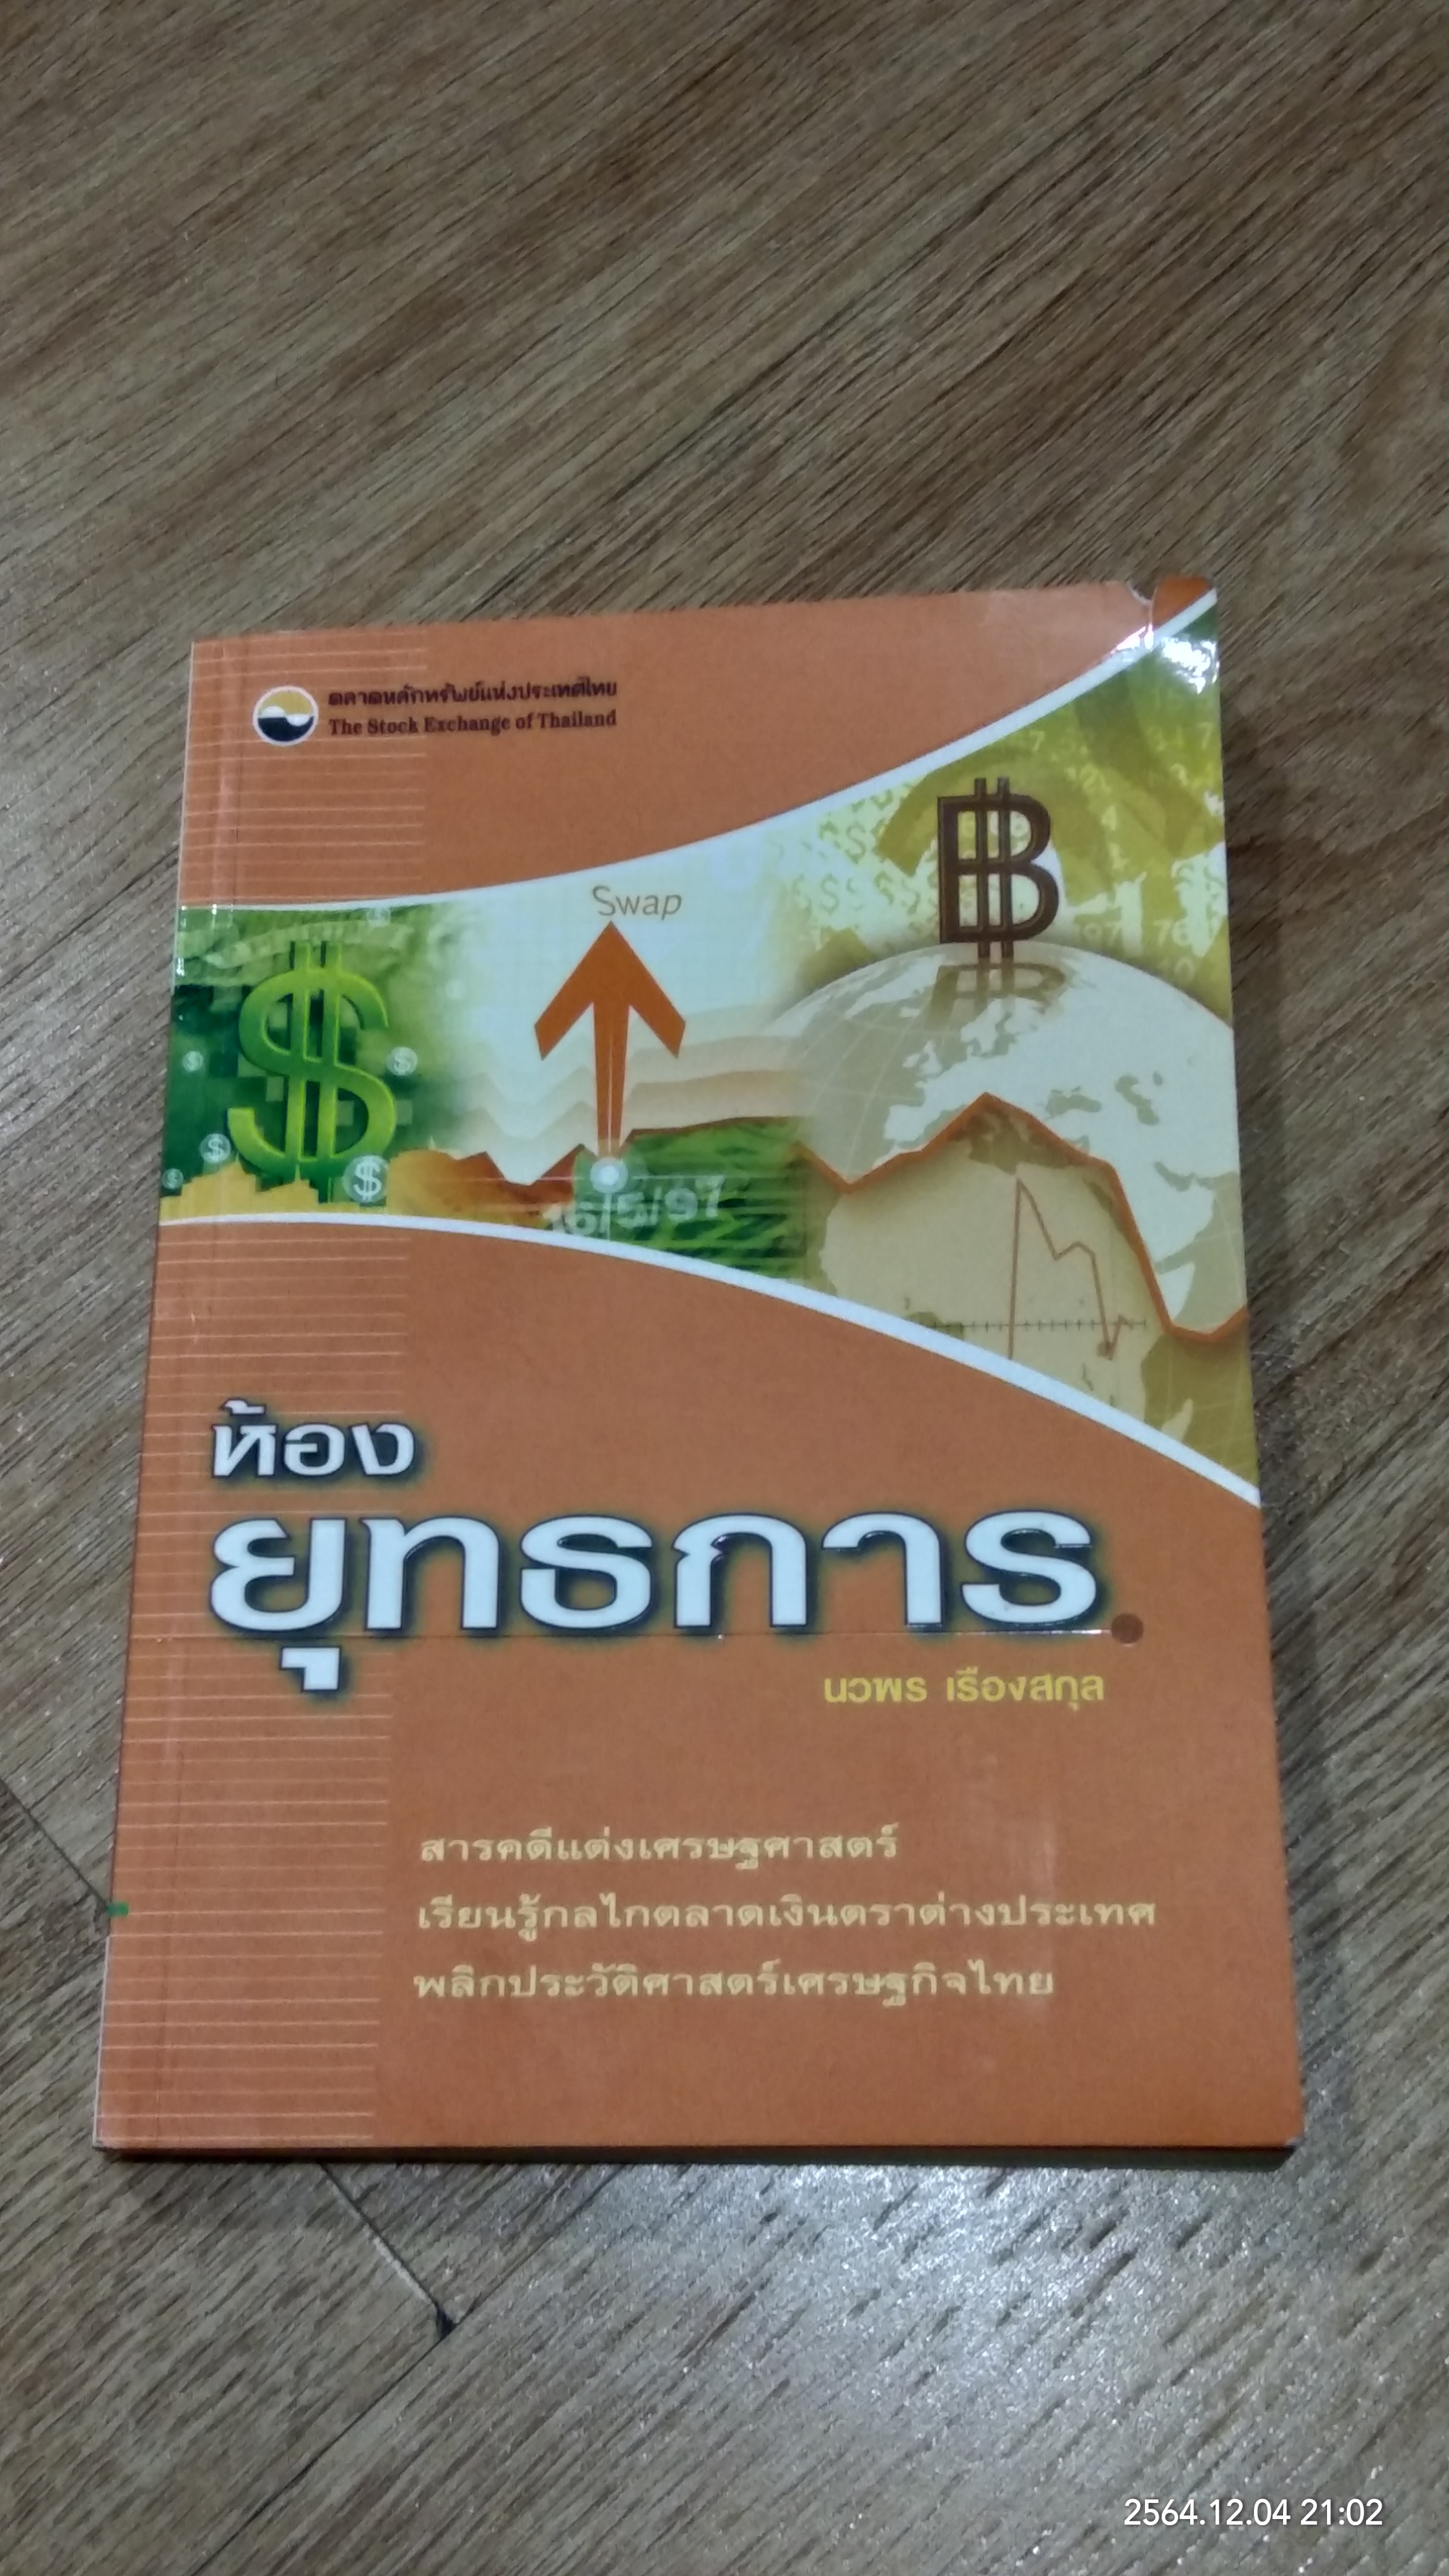 ตลาดหลักทรัพย์แห่งประเทศไทย
The Stock Exchange of Thailand
Swap
฿
$
16/5/97
ห้อง
ยุทธการ
นวพร เรืองสกุล
สารคดีแต่งเศรษฐศาสตร์
เรียนรู้กลไกตลาดเงินตราต่างประเทศ
พลิกประวัติศาสตร์เศรษฐกิจไทย
2564.12.04 21:02